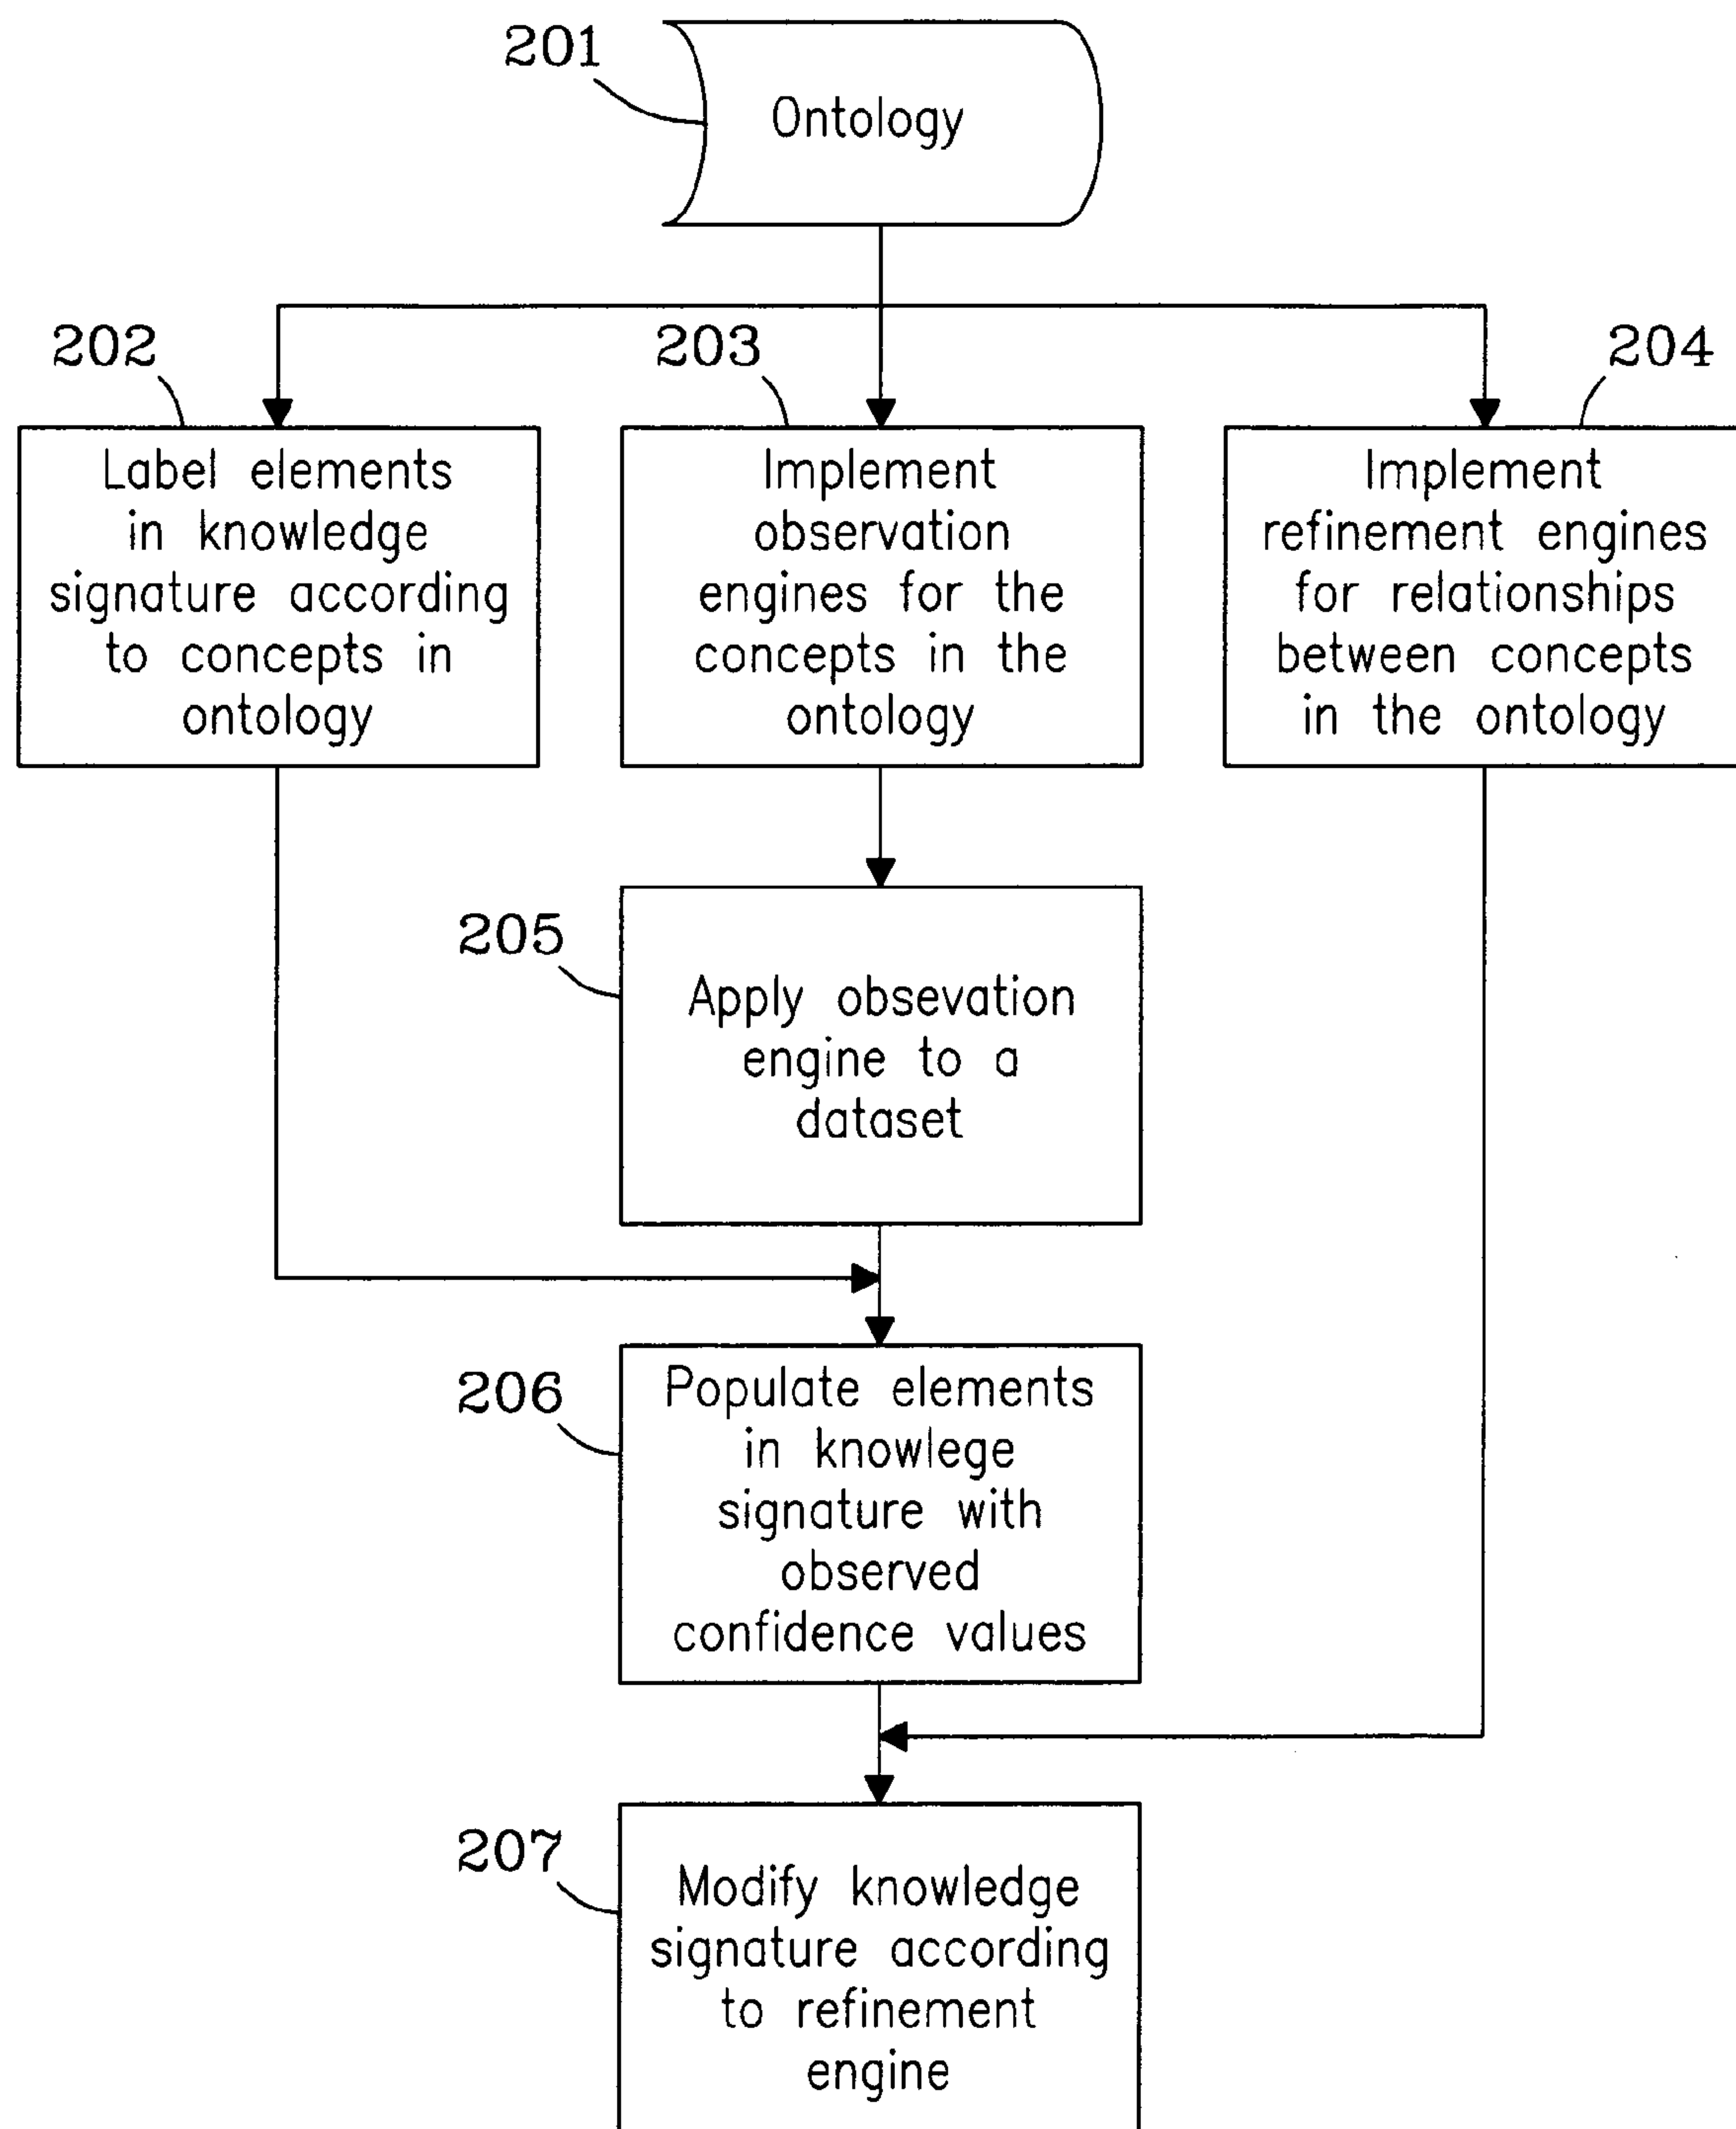 201
Ontology
202
203
204
Label elements
in knowledge
signature according
to concepts in
ontology
Implement
observation
engines for the
concepts in the
ontology
Implement
refinement engines
for relationships
between concepts
in the ontology
205
Apply obsevation
engine to a
dataset
206
Populate elements
in knowlege
signature with
observed
confidence values
207
Modify knowledge
signature according
to refinement
engine